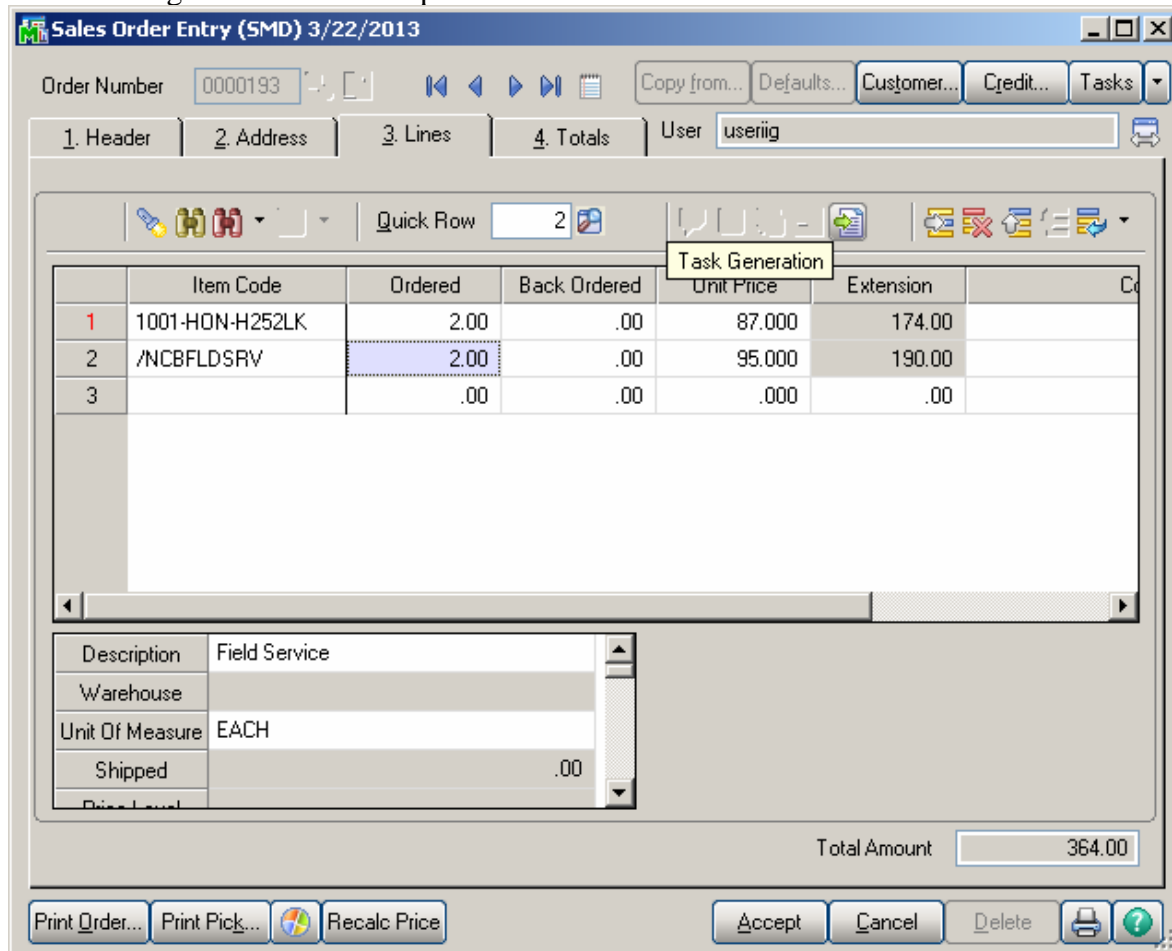 Sales Order Entry (SMD) 3/22/2013
Order Number 0000193 Copy from... Defaults... Customer... Credit... Tasks
1. Header 2. Address 3. Lines 4. Totals User useriig
Quick Row 2
Task Generation
Item Code Ordered Back Ordered Unit Price Extension Co
1 1001-HON-H252LK 2.00 .00 87.000 174.00
2 /NCBFLDSRV 2.00 .00 95.000 190.00
3 .00 .00 .000 .00
Description Field Service
Warehouse
Unit Of Measure EACH
Shipped .00
Price Level
Total Amount 364.00
Print Order... Print Pick... Recalc Price Accept Cancel Delete